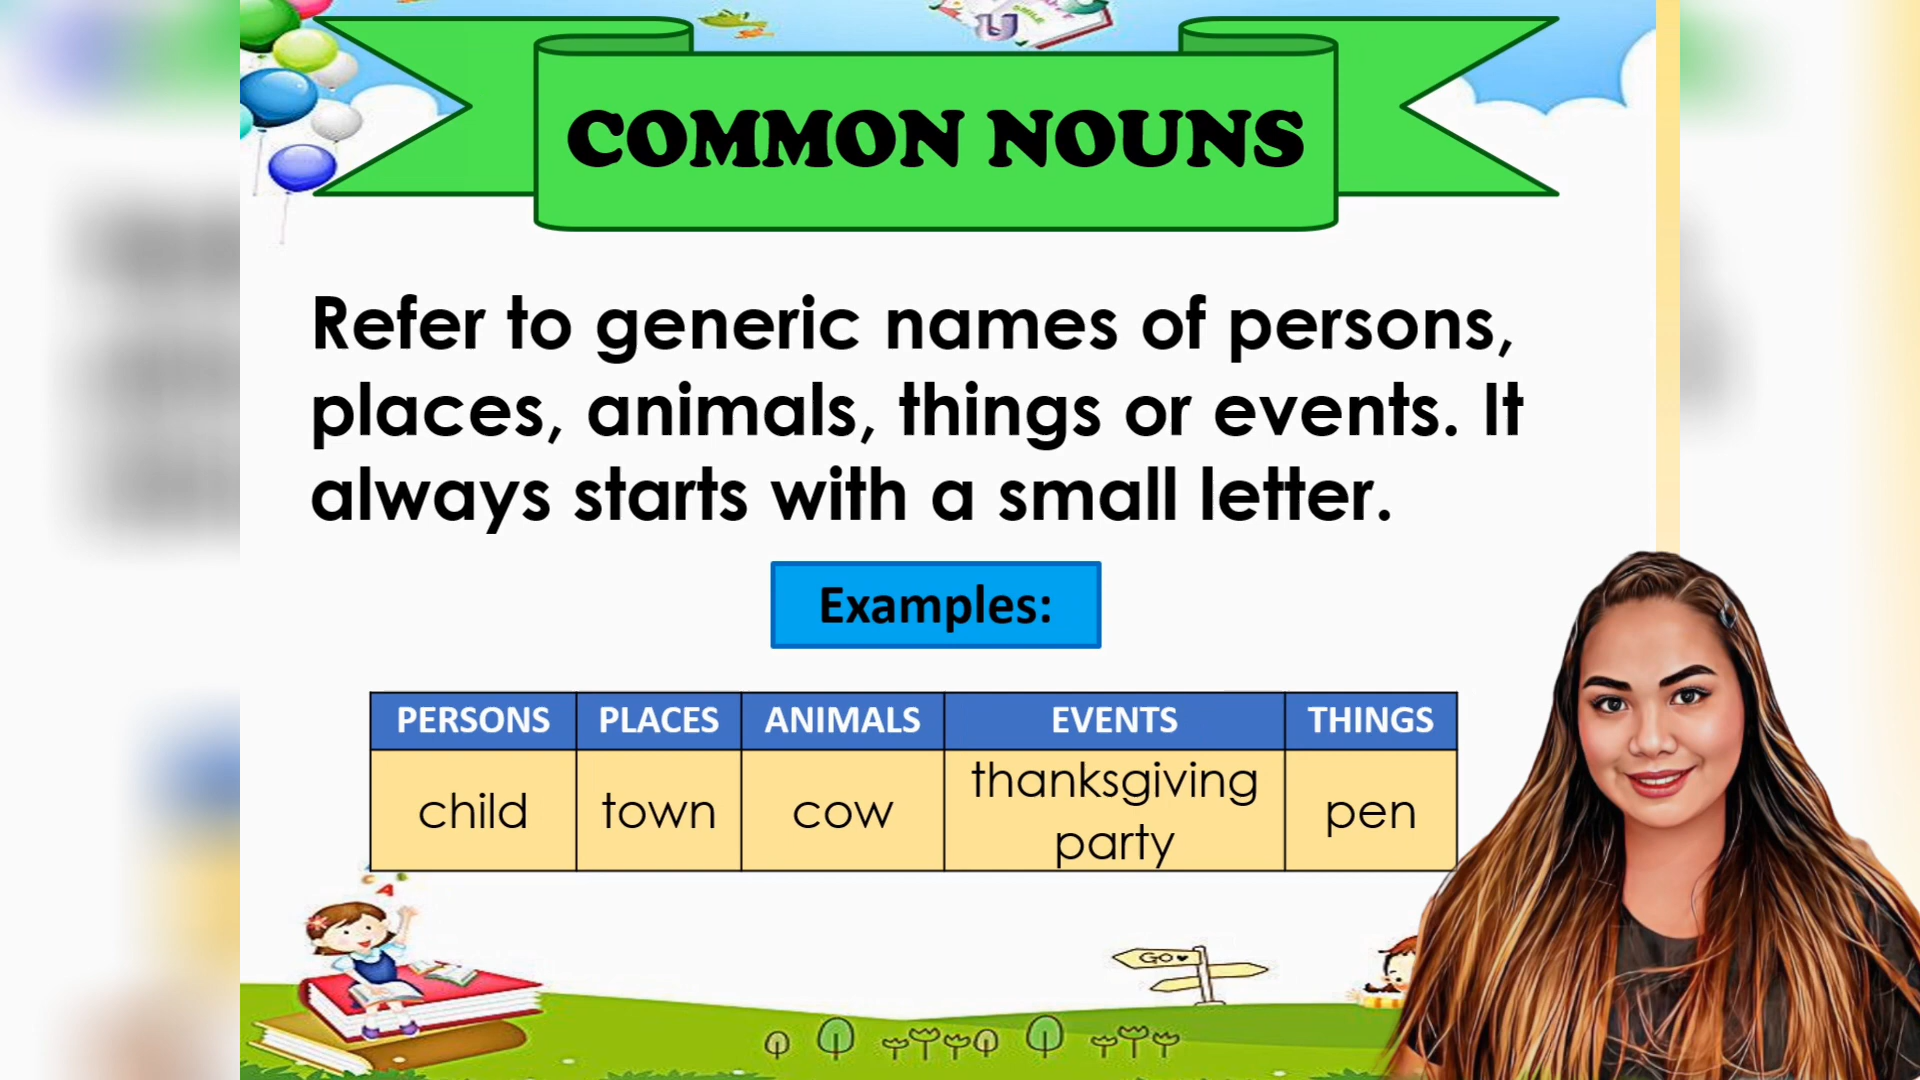 COMMON NOUNS
Refer to generic names of persons,
places, animals, things or events. It
always starts with a small letter.
Examples:
PERSONS PLACES ANIMALS EVENTS THINGS
child town cow thanksgiving party pen
GO